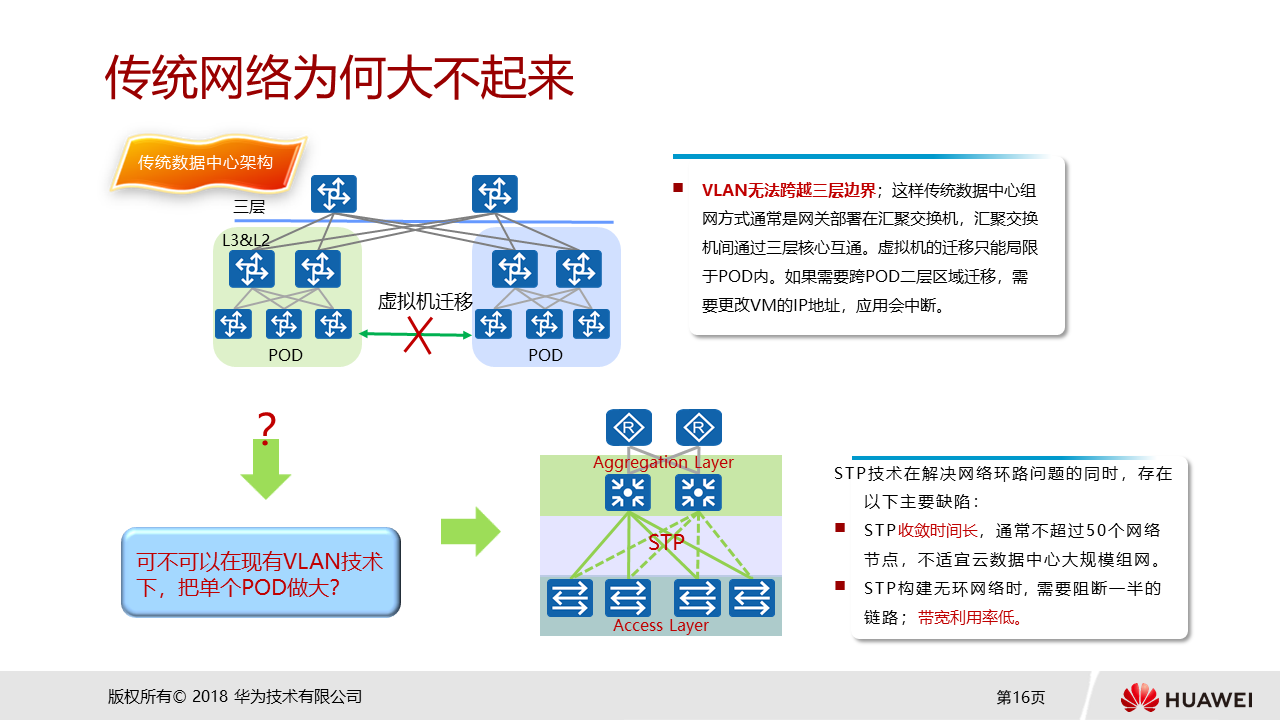 传统网络为何大不起来
传统数据中心架构
三层
L3&L2
虚拟机迁移
POD
POD
VLAN无法跨越三层边界；这样传统数据中心组
网方式通常是网关部署在汇聚交换机，汇聚交换
机间通过三层核心互通。虚拟机的迁移只能局限
于POD内。如果需要跨POD二层区域迁移，需
要更改VM的IP地址，应用会中断。
?
可不可以在现有VLAN技术
下，把单个POD做大?
R
R
Aggregation Layer
STP
Access Layer
STP技术在解决网络环路问题的同时，存在
以下主要缺陷：
STP收敛时间长，通常不超过50个网络
节点，不适宜云数据中心大规模组网。
STP构建无环网络时, 需要阻断一半的
链路；带宽利用率低。
版权所有© 2018 华为技术有限公司
第16页
HUAWEI